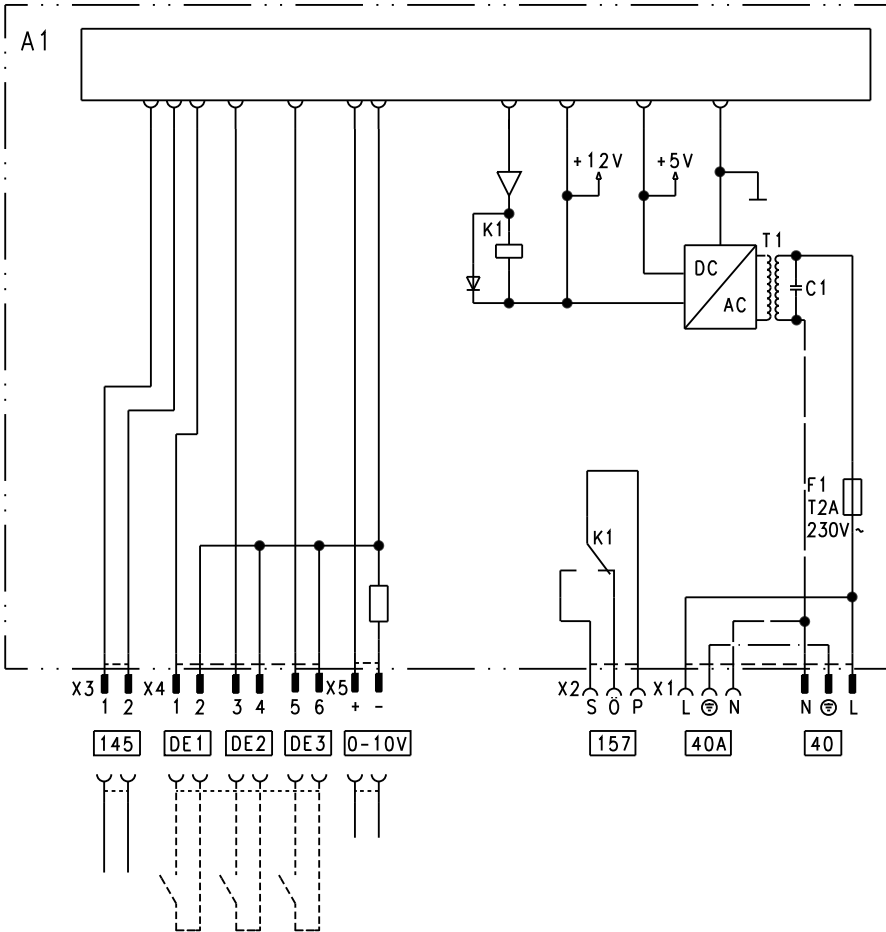 A1
+12V
+5V
K1
T1
DC
AC
C1
F1
T2A
230V ~
K1
X3 X4 X5 X2 X1
1 2 1 2 3 4 5 6 + - S Ö P L N N L
145 DE1 DE2 DE3 0-10V 157 40A 40